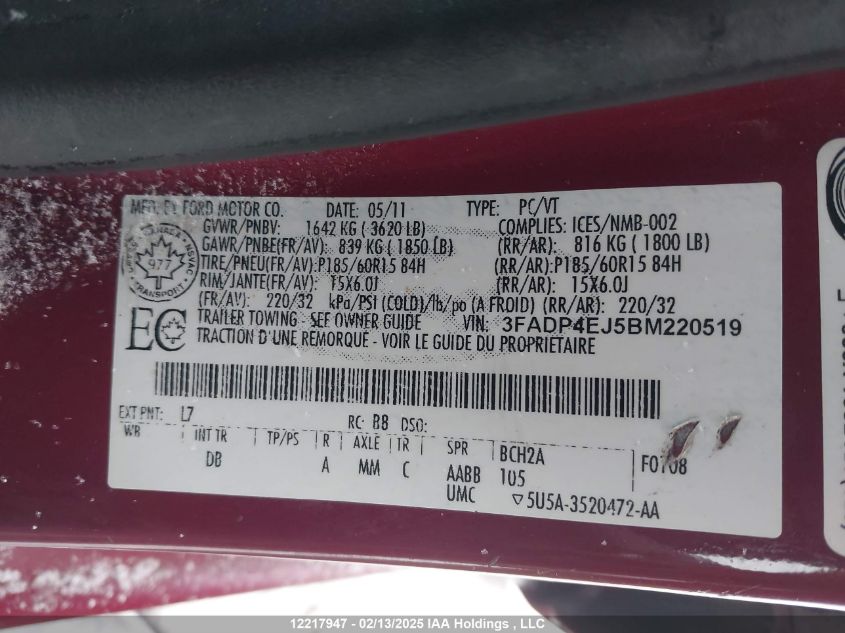 MFD. BY FORD MOTOR CO. DATE: 05/11 TYPE: PC/VT
GVWR/PNBV: 1642 KG ( 3620 LB) COMPLIES: ICES/NMB-002
GAWR/PNBE(FR/AV): 839 KG ( 1850 LB) (RR/AR): 816 KG ( 1800 LB)
TIRE/PNEU(FR/AV):P185/60R15 84H (RR/AR):P185/60R15 84H
RIM/JANTE(FR/AV): 15X6.0J (RR/AR): 15X6.0J
(FR/AV): 220/32 kPa/PSI (COLD)/lb/po (A FROID) (RR/AR): 220/32
TRAILER TOWING - SEE OWNER GUIDE VIN: 3FADP4EJ5BM220519
TRACTION D'UNE REMORQUE - VOIR LE GUIDE DU PROPRIETAIRE
977
TRANSPORT
EC
EXT PNT: L7 RC: B8 DSO:
WB INT TR TP/PS R AXLE TR SPR BCH2A
DB A MM C AABB 105
UMC ▽5U5A-3520472-AA
12217947 - 02/13/2025 IAA Holdings , LLC